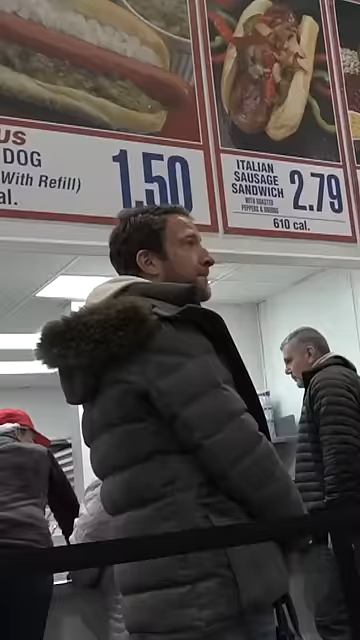 US
DOG
With Refill)
al.
1.50
ITALIAN
SAUSAGE
SANDWICH
WITH ROASTED
PEPPERS & ONIONS
2.79
610 cal.